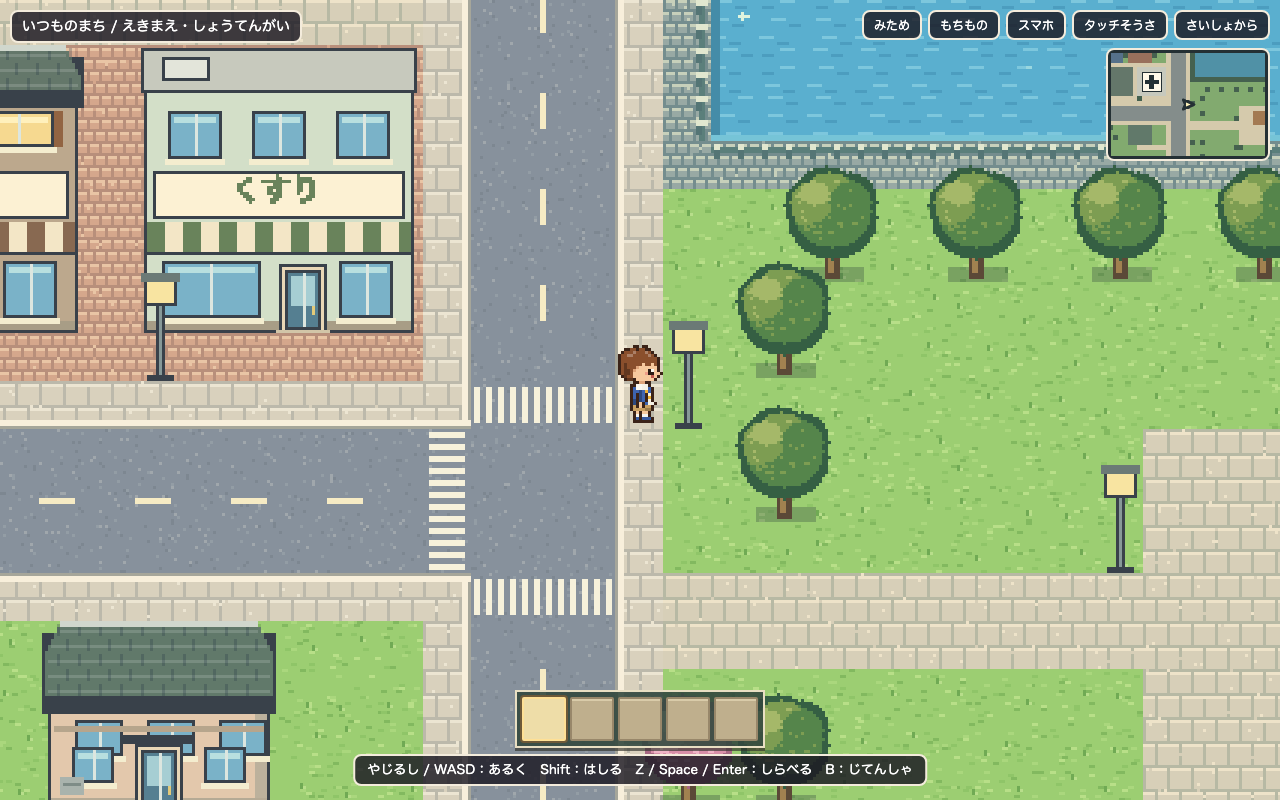 いつものまち / えきまえ・しょうてんがい
みため
もちもの
スマホ
タッチそうさ
さいしょから
くすり
やじるし / WASD：あるく　Shift：はしる　Z / Space / Enter：しらべる　B：じてんしゃ